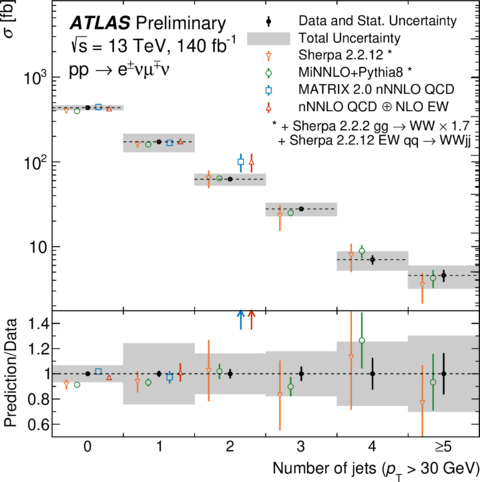 σ [fb]
ATLAS Preliminary
√s = 13 TeV, 140 fb⁻¹
pp → e±νμ∓ν
Data and Stat. Uncertainty
Total Uncertainty
Sherpa 2.2.12 *
MiNNLO+Pythia8 *
MATRIX 2.0 nNNLO QCD
nNNLO QCD ⊕ NLO EW
* + Sherpa 2.2.2 gg → WW × 1.7
+ Sherpa 2.2.12 EW qq → WWjj
10³
10²
10
Prediction/Data
1.4
1.2
1
0.8
0.6
0 1 2 3 4 ≥5
Number of jets (p_T > 30 GeV)